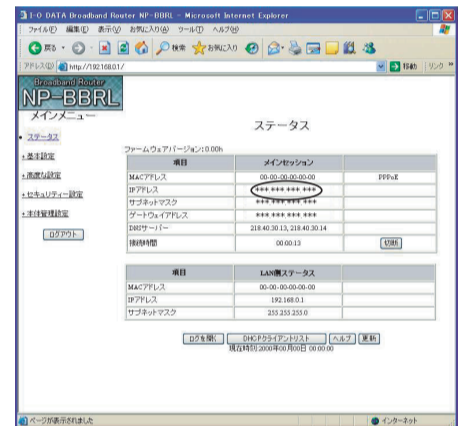 I-O DATA Broadband Router NP-BBRL - Microsoft Internet Explorer
ファイル(F) 編集(E) 表示(V) お気に入り(A) ツール(T) ヘルプ(H)
戻る 検索 お気に入り
アドレス(D) http://192.168.0.1/ 移動 リンク
Broadband Router
NP-BBRL
メインメニュー
ステータス
ステータス
ファームウェアバージョン:0.00h
基本設定
高度な設定
セキュリティー設定
本体管理設定
ログアウト
項目 メインセッション
MACアドレス 00-00-00-00-00-00 PPPoE
IPアドレス ***.***.***.***
サブネットマスク ***.***.***.***
ゲートウェイアドレス ***.***.***.***
DNSサーバー 218.40.30.13, 218.40.30.14
接続時間 00:00:13 切断
項目 LAN側ステータス
MACアドレス 00-00-00-00-00-00
IPアドレス 192.168.0.1
サブネットマスク 255.255.255.0
ログを開く DHCPクライアントリスト ヘルプ 更新
現在時刻:2000年00月00日 00:00:00
ページが表示されました インターネット